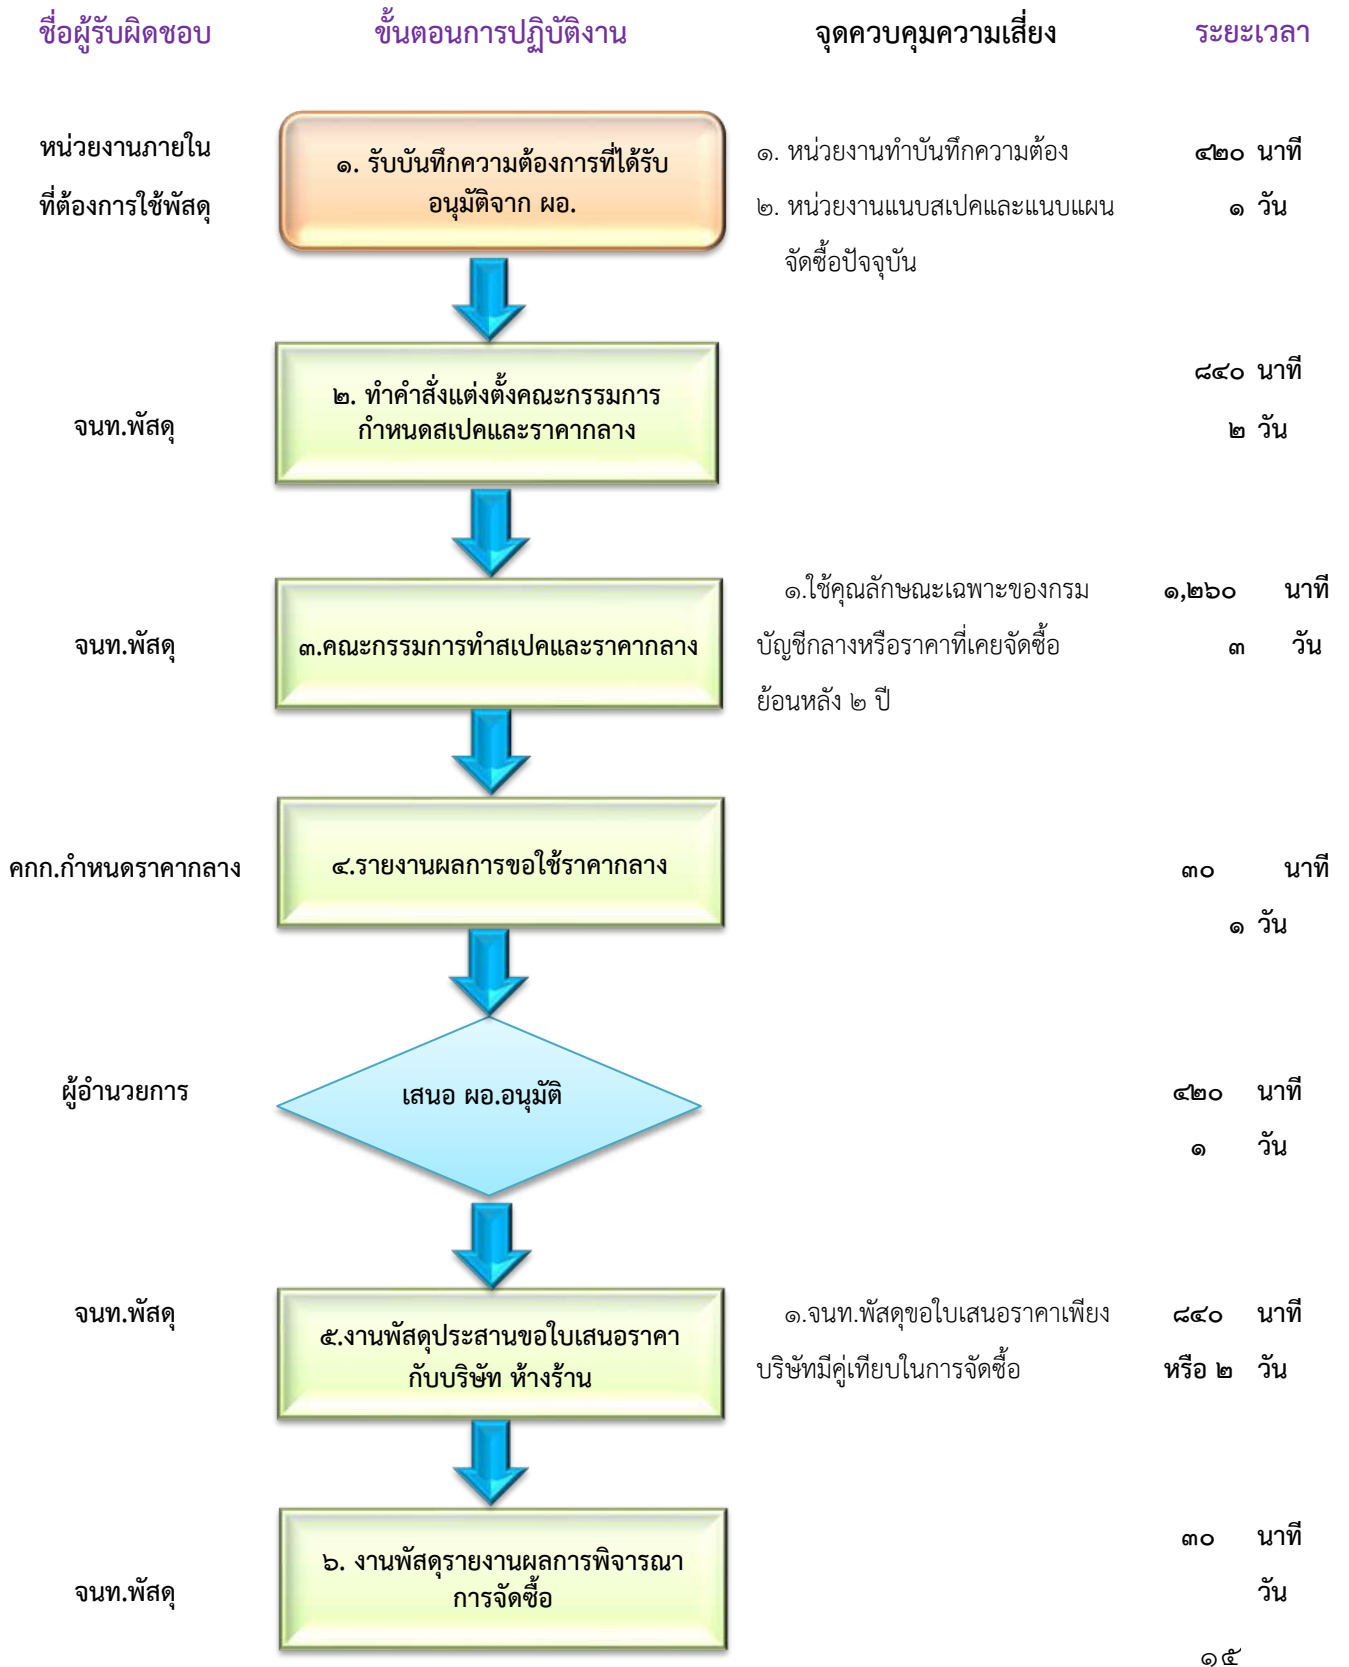 ชื่อผู้รับผิดชอบ ขั้นตอนการปฏิบัติงาน จุดควบคุมความเสี่ยง ระยะเวลา
หน่วยงานภายใน
ที่ต้องการใช้พัสดุ
๑. รับบันทึกความต้องการที่ได้รับ
อนุมัติจาก ผอ.
๑. หน่วยงานทำบันทึกความต้อง
๒. หน่วยงานแนบสเปคและแนบแผน
จัดซื้อปัจจุบัน
๔๒๐ นาที
๑ วัน
จนท.พัสดุ
๒. ทำคำสั่งแต่งตั้งคณะกรรมการ
กำหนดสเปคและราคากลาง
๘๔๐ นาที
๒ วัน
จนท.พัสดุ
๓.คณะกรรมการทำสเปคและราคากลาง
๑.ใช้คุณลักษณะเฉพาะของกรม
บัญชีกลางหรือราคาที่เคยจัดซื้อ
ย้อนหลัง ๒ ปี
๑,๒๖๐ นาที
๓ วัน
คกก.กำหนดราคากลาง
๔.รายงานผลการขอใช้ราคากลาง
๓๐ นาที
๑ วัน
ผู้อำนวยการ
เสนอ ผอ.อนุมัติ
๔๒๐ นาที
๑ วัน
จนท.พัสดุ
๕.งานพัสดุประสานขอใบเสนอราคา
กับบริษัท ห้างร้าน
๑.จนท.พัสดุขอใบเสนอราคาเพียง
บริษัทมีคู่เทียบในการจัดซื้อ
๘๔๐ นาที
หรือ ๒ วัน
จนท.พัสดุ
๖. งานพัสดุรายงานผลการพิจารณา
การจัดซื้อ
๓๐ นาที
วัน
๑๕